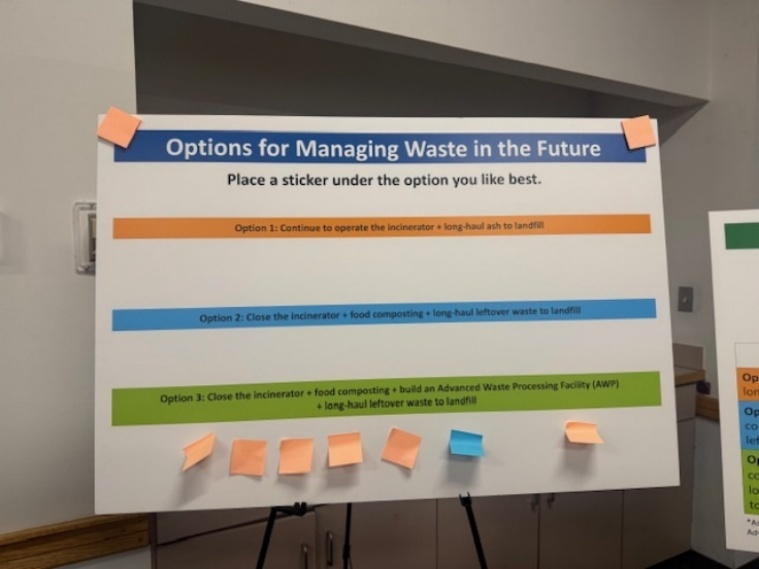 Options for Managing Waste in the Future
Place a sticker under the option you like best.
Option 1: Continue to operate the incinerator + long-haul ash to landfill
Option 2: Close the incinerator + food composting + long-haul leftover waste to landfill
Option 3: Close the incinerator + food composting + build an Advanced Waste Processing Facility (AWP)
+ long-haul leftover waste to landfill
Op
lon
Op
co
lef
Op
co
lo
to